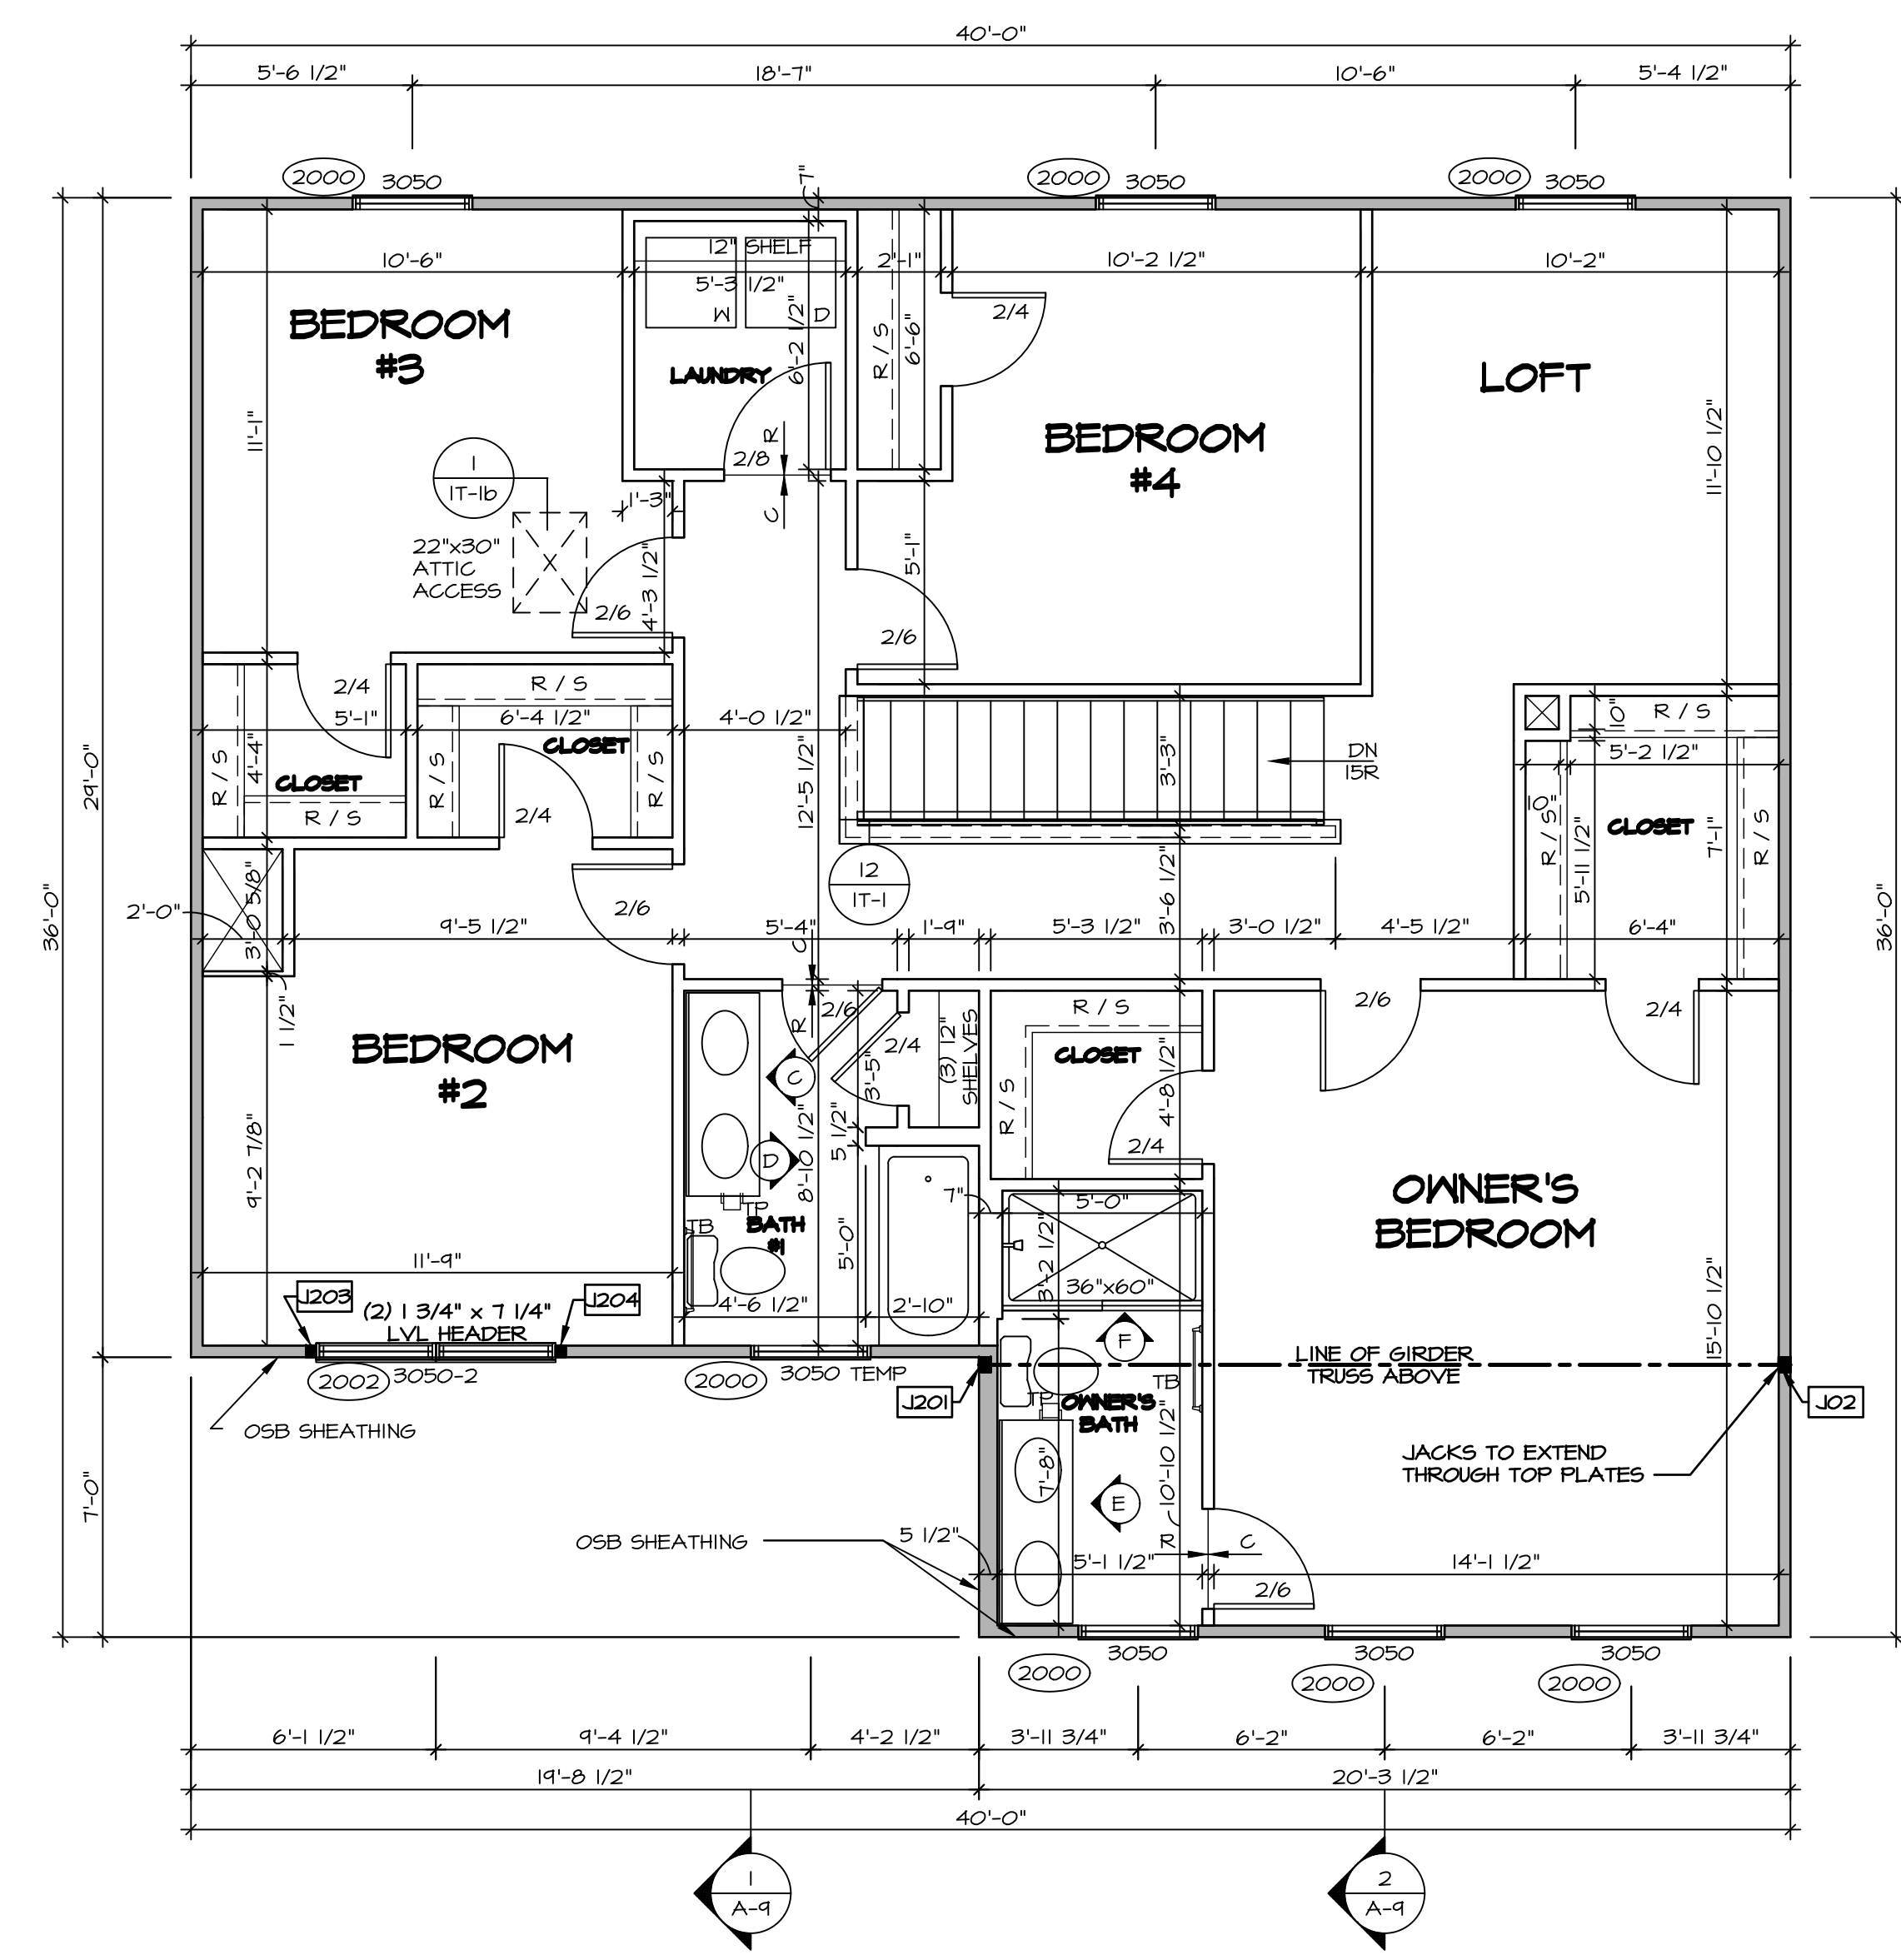 40'-0"
5'-6 1/2"
18'-7"
10'-6"
5'-4 1/2"
2000
3050
7"
2000
3050
2000
3050
10'-6"
12" SHELF
5'-3 1/2"
2'-1"
10'-2 1/2"
10'-2"
W
D
BEDROOM
#3
LAUNDRY
6'-2 1/2"
R / S
6'-6"
2/4
BEDROOM
#4
LOFT
11'-1"
11'-10 1/2"
1
1T-1b
2/8
R
C
1'-3"
22"x30"
ATTIC
ACCESS
2/6
4'-3 1/2"
5'-1"
2/6
2/4
5'-1"
R / S
6'-4 1/2"
4'-0 1/2"
CLOSET
R / S
4'-4"
CLOSET
R / S
R / S
R / S
2/4
12'-5 1/2"
3'-3"
DN
15R
10"
R / S
5'-2 1/2"
10"
R / S
5'-11 1/2"
CLOSET
7'-1"
R / S
29'-0"
36'-0"
36'-0"
12
1T-1
2'-0"
3'-0 5/8"
2/6
3'-6 1/2"
9'-5 1/2"
5'-4"
1'-9"
5'-3 1/2"
3'-0 1/2"
4'-5 1/2"
6'-4"
C
R
1 1/2"
BEDROOM
#2
2/6
2/4
3'-5"
(3) 12"
SHELVES
R / S
CLOSET
R / S
4'-8 1/2"
2/4
2/6
2/4
C
D
9'-2 7/8"
8'-10 1/2"
5 1/2"
TP
TB
BATH
#1
5'-0"
7"
5'-0"
3'-2 1/2"
36"x60"
OWNER'S
BEDROOM
15'-10 1/2"
11'-9"
J203
(2) 1 3/4" x 7 1/4"
LVL HEADER
J204
4'-6 1/2"
2'-10"
2002
3050-2
2000
3050 TEMP
J201
F
TP
TB
OWNER'S
BATH
LINE OF GIRDER
TRUSS ABOVE
J02
OSB SHEATHING
7'-0"
7'-8"
10'-10 1/2"
E
JACKS TO EXTEND
THROUGH TOP PLATES
OSB SHEATHING
5 1/2"
5'-1 1/2"
R
C
14'-1 1/2"
2/6
2000
3050
2000
3050
2000
3050
6'-1 1/2"
9'-4 1/2"
4'-2 1/2"
3'-11 3/4"
6'-2"
6'-2"
3'-11 3/4"
19'-8 1/2"
20'-3 1/2"
40'-0"
1
A-9
2
A-9